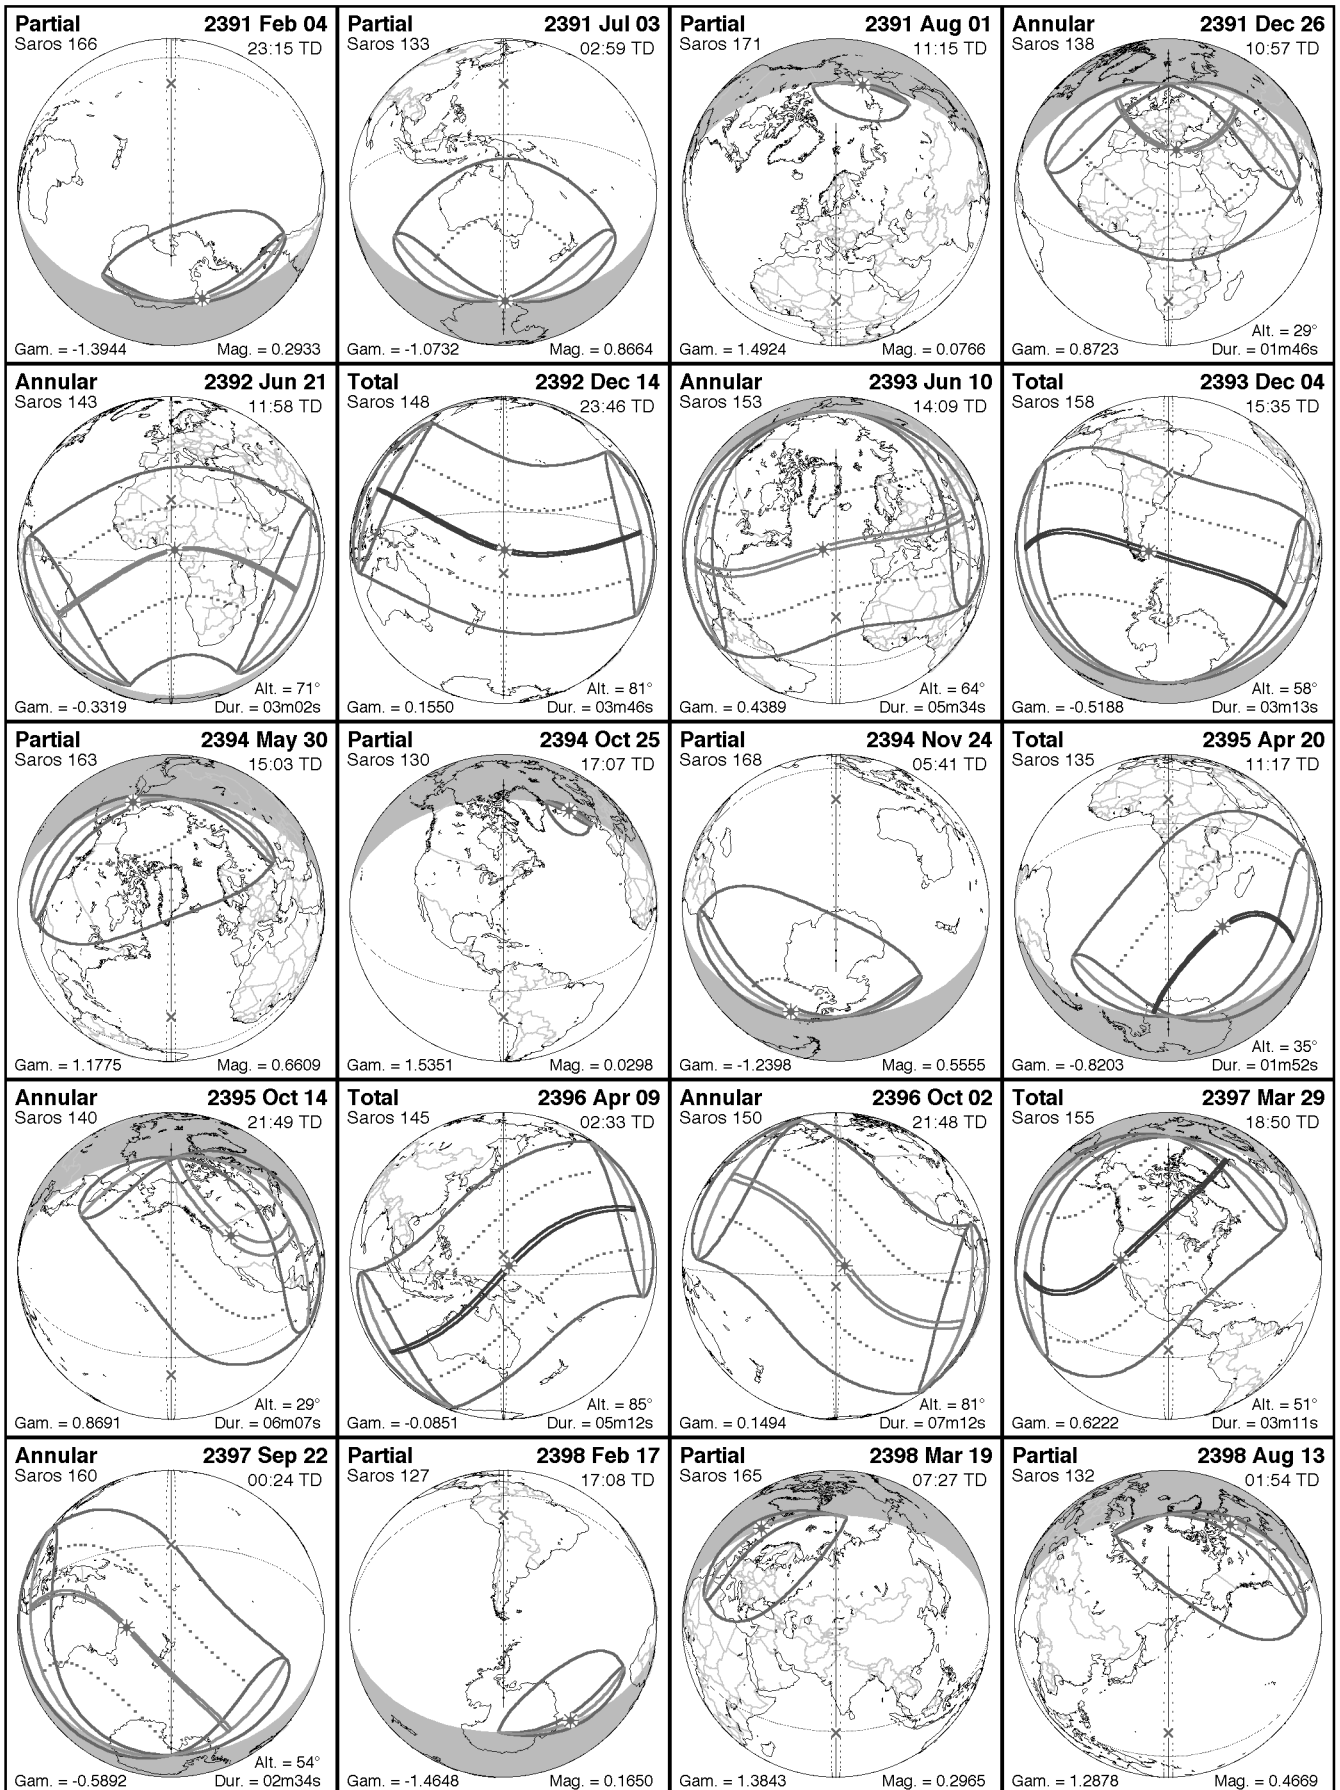 Partial 2391 Feb 04
Saros 166 23:15 TD
Gam. = -1.3944 Mag. = 0.2933
Partial 2391 Jul 03
Saros 133 02:59 TD
Gam. = -1.0732 Mag. = 0.8664
Partial 2391 Aug 01
Saros 171 11:15 TD
Gam. = 1.4924 Mag. = 0.0766
Annular 2391 Dec 26
Saros 138 10:57 TD
Alt. = 29°
Gam. = 0.8723 Dur. = 01m46s
Annular 2392 Jun 21
Saros 143 11:58 TD
Alt. = 71°
Gam. = -0.3319 Dur. = 03m02s
Total 2392 Dec 14
Saros 148 23:46 TD
Alt. = 81°
Gam. = 0.1550 Dur. = 03m46s
Annular 2393 Jun 10
Saros 153 14:09 TD
Alt. = 64°
Gam. = 0.4389 Dur. = 05m34s
Total 2393 Dec 04
Saros 158 15:35 TD
Alt. = 58°
Gam. = -0.5188 Dur. = 03m13s
Partial 2394 May 30
Saros 163 15:03 TD
Gam. = 1.1775 Mag. = 0.6609
Partial 2394 Oct 25
Saros 130 17:07 TD
Gam. = 1.5351 Mag. = 0.0298
Partial 2394 Nov 24
Saros 168 05:41 TD
Gam. = -1.2398 Mag. = 0.5555
Total 2395 Apr 20
Saros 135 11:17 TD
Alt. = 35°
Gam. = -0.8203 Dur. = 01m52s
Annular 2395 Oct 14
Saros 140 21:49 TD
Alt. = 29°
Gam. = 0.8691 Dur. = 06m07s
Total 2396 Apr 09
Saros 145 02:33 TD
Alt. = 85°
Gam. = -0.0851 Dur. = 05m12s
Annular 2396 Oct 02
Saros 150 21:48 TD
Alt. = 81°
Gam. = 0.1494 Dur. = 07m12s
Total 2397 Mar 29
Saros 155 18:50 TD
Alt. = 51°
Gam. = 0.6222 Dur. = 03m11s
Annular 2397 Sep 22
Saros 160 00:24 TD
Alt. = 54°
Gam. = -0.5892 Dur. = 02m34s
Partial 2398 Feb 17
Saros 127 17:08 TD
Gam. = -1.4648 Mag. = 0.1650
Partial 2398 Mar 19
Saros 165 07:27 TD
Gam. = 1.3843 Mag. = 0.2965
Partial 2398 Aug 13
Saros 132 01:54 TD
Gam. = 1.2878 Mag. = 0.4669